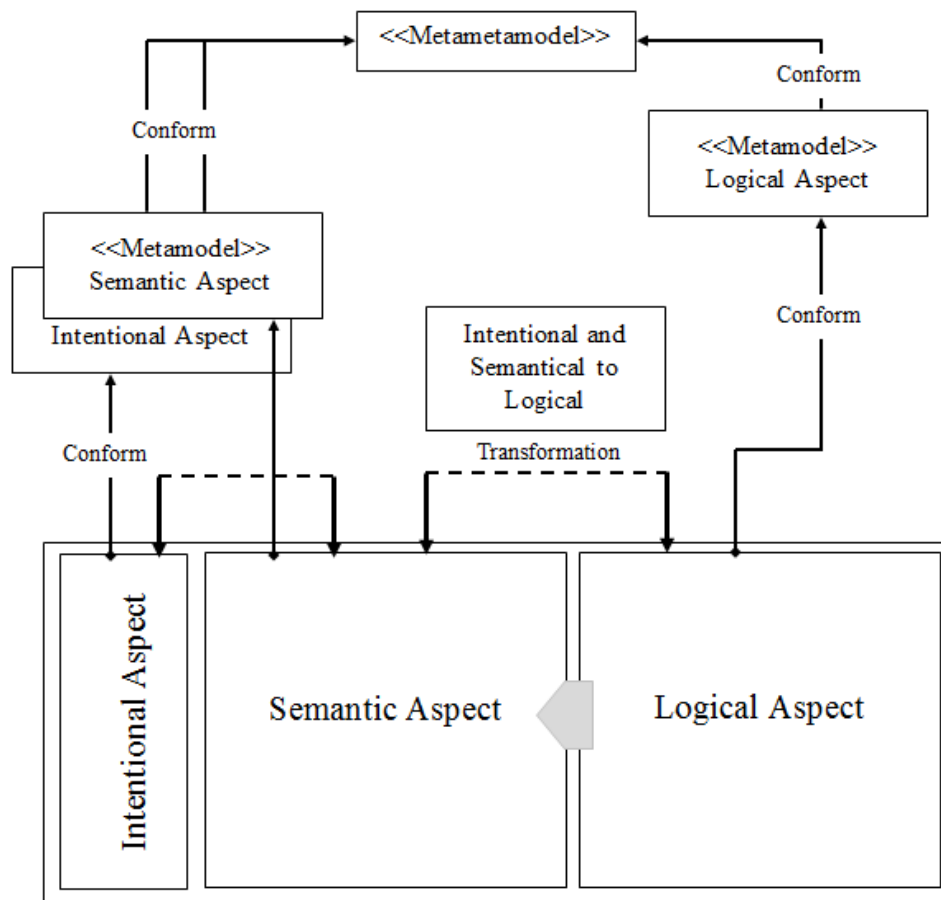 <<Metametamodel>>
Conform
Conform
<<Metamodel>>
Logical Aspect
<<Metamodel>>
Semantic Aspect
Intentional Aspect
Conform
Intentional and
Semantical to
Logical
Conform
Transformation
Intentional Aspect
Semantic Aspect
Logical Aspect